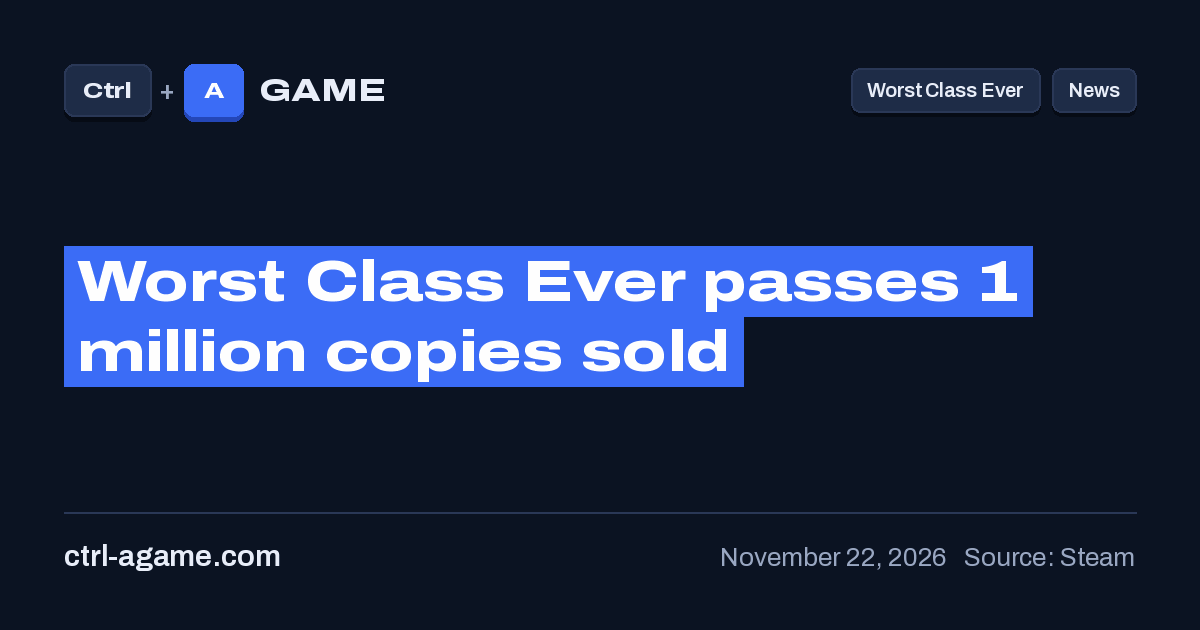 Ctrl + A GAME
Worst Class Ever
News
Worst Class Ever passes 1
million copies sold
ctrl-agame.com
November 22, 2026 Source: Steam